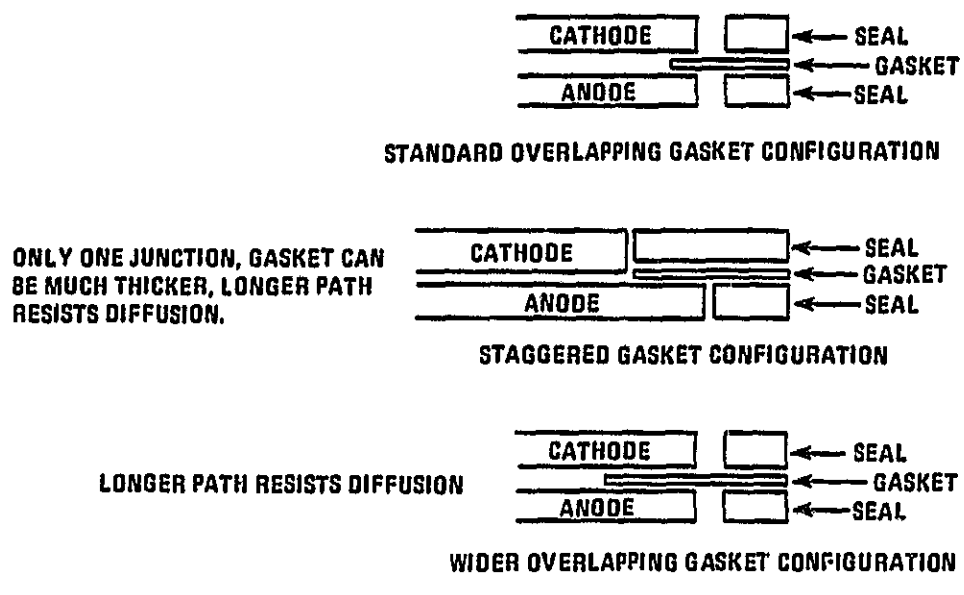 CATHODE
SEAL
GASKET
ANODE
SEAL
STANDARD OVERLAPPING GASKET CONFIGURATION
ONLY ONE JUNCTION, GASKET CAN
BE MUCH THICKER, LONGER PATH
RESISTS DIFFUSION.
CATHODE
SEAL
GASKET
ANODE
SEAL
STAGGERED GASKET CONFIGURATION
LONGER PATH RESISTS DIFFUSION
CATHODE
SEAL
GASKET
ANODE
SEAL
WIDER OVERLAPPING GASKET CONFIGURATION